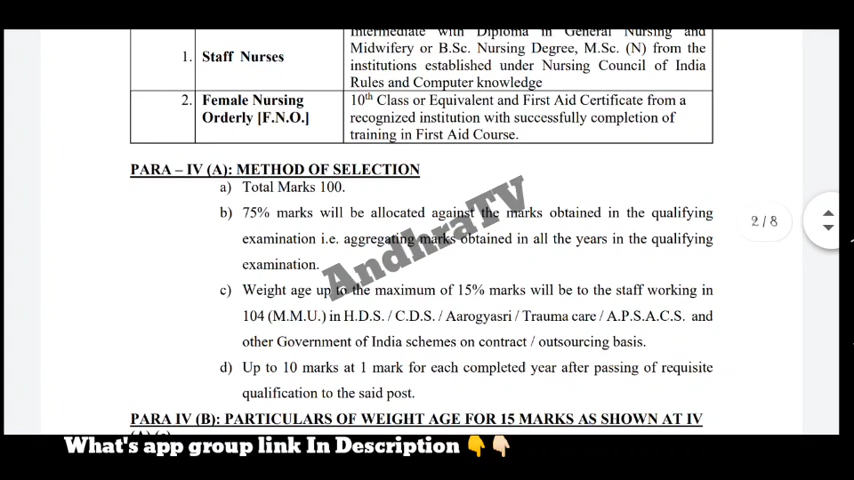 Intermediate with Diploma in General Nursing and
1. Staff Nurses
Midwifery or B.Sc. Nursing Degree, M.Sc. (N) from the
institutions established under Nursing Council of India
Rules and Computer knowledge
2. Female Nursing
Orderly [F.N.O.]
10th Class or Equivalent and First Aid Certificate from a
recognized institution with successfully completion of
training in First Aid Course.
PARA – IV (A): METHOD OF SELECTION
a) Total Marks 100.
b) 75% marks will be allocated against the marks obtained in the qualifying
examination i.e. aggregating marks obtained in all the years in the qualifying
examination.
c) Weight age up to the maximum of 15% marks will be to the staff working in
104 (M.M.U.) in H.D.S. / C.D.S. / Aarogyasri / Trauma care / A.P.S.A.C.S. and
other Government of India schemes on contract / outsourcing basis.
d) Up to 10 marks at 1 mark for each completed year after passing of requisite
qualification to the said post.
PARA IV (B): PARTICULARS OF WEIGHT AGE FOR 15 MARKS AS SHOWN AT IV
AndhraTV
2 / 8
What's app group link In Description 👇👇🏻